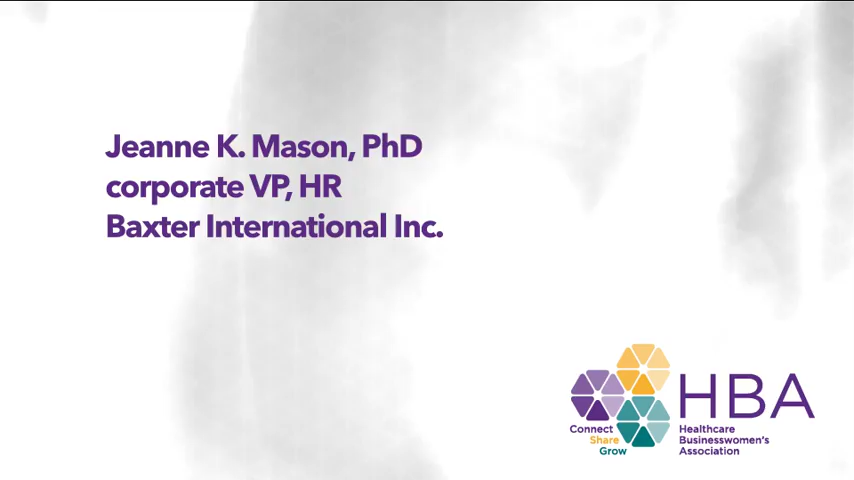 Jeanne K. Mason, PhD
corporate VP, HR
Baxter International Inc.
HBA
Connect
Share
Grow
Healthcare
Businesswomen's
Association